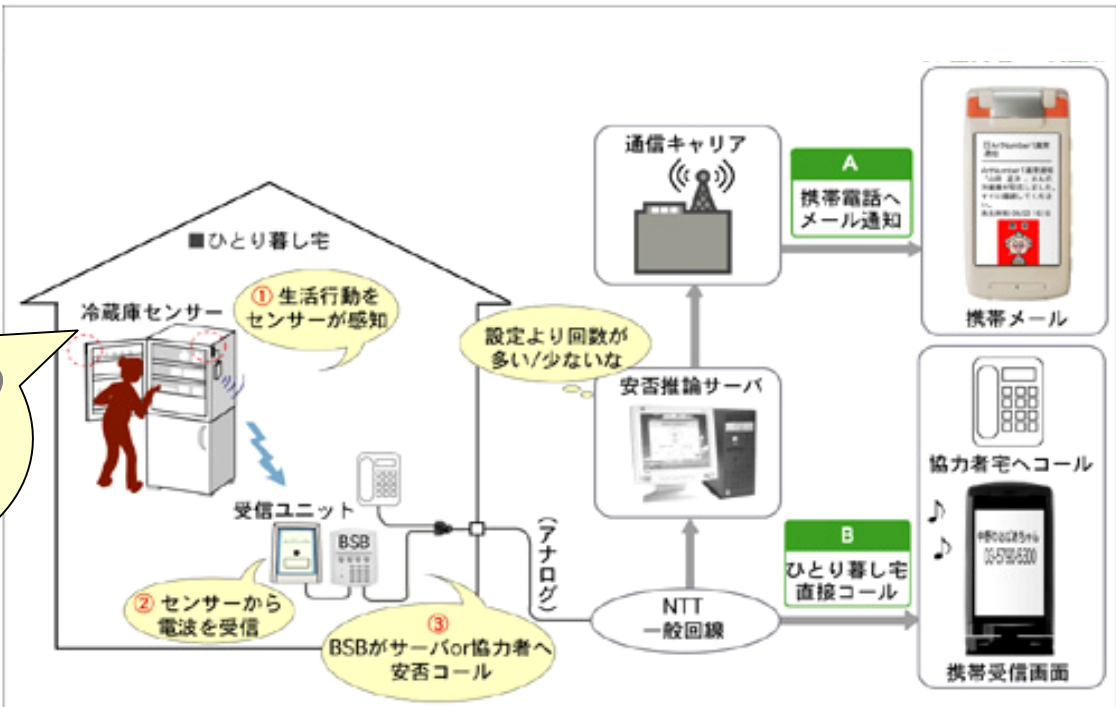 ■ひとり暮し宅
冷蔵庫センサー
① 生活行動を
センサーが感知
受信ユニット
BSB
② センサーから
電波を受信
③
BSBがサーバor協力者へ
安否コール
(アナログ)
設定より回数が
多い/少ないな
通信キャリア
安否推論サーバ
NTT
一般回線
A
携帯電話へ
メール通知
B
ひとり暮し宅
直接コール
携帯メール
協力者宅へコール
♪
♪
03-5790-5300
携帯受信画面